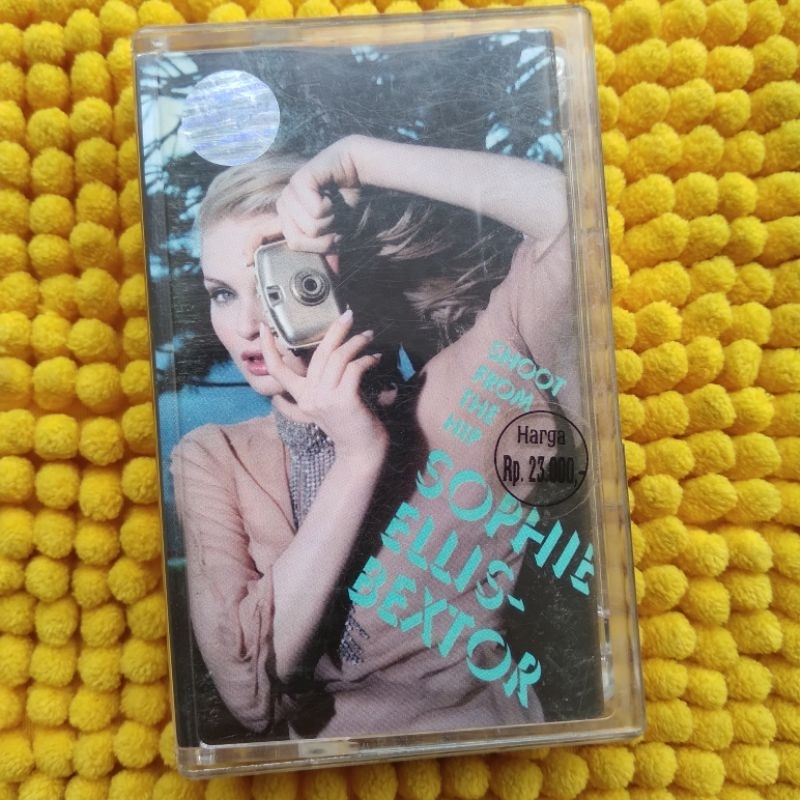 SHOOT
FROM
THE
HIP
Harga
Rp. 23.000,-
SOPHIE
ELLIS-
BEXTOR